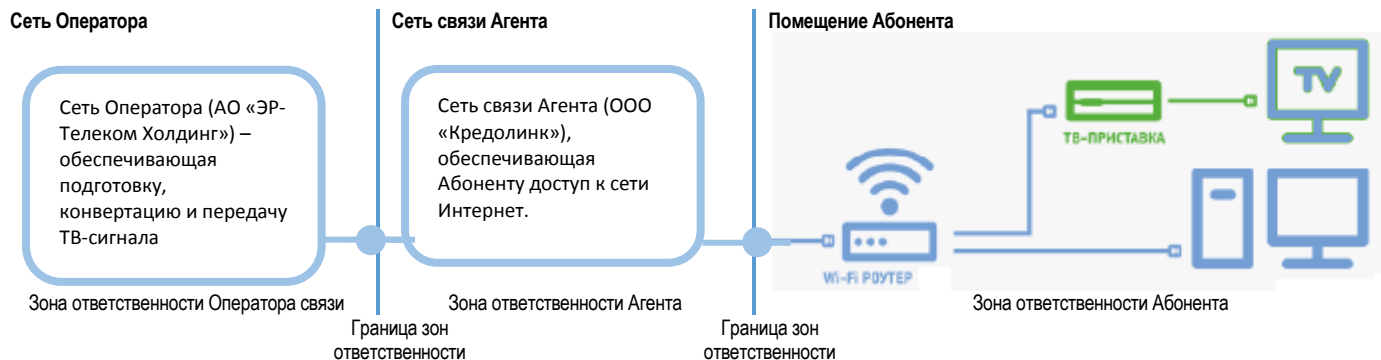 Сеть Оператора
Сеть связи Агента
Помещение Абонента
Сеть Оператора (АО «ЭР-
Телеком Холдинг») –
обеспечивающая
подготовку,
конвертацию и передачу
ТВ-сигнала
Сеть связи Агента (ООО
«Кредолинк»),
обеспечивающая
Абоненту доступ к сети
Интернет.
TV
ТВ-ПРИСТАВКА
Wi-Fi РОУТЕР
Зона ответственности Оператора связи
Зона ответственности Агента
Зона ответственности Абонента
Граница зон
ответственности
Граница зон
ответственности